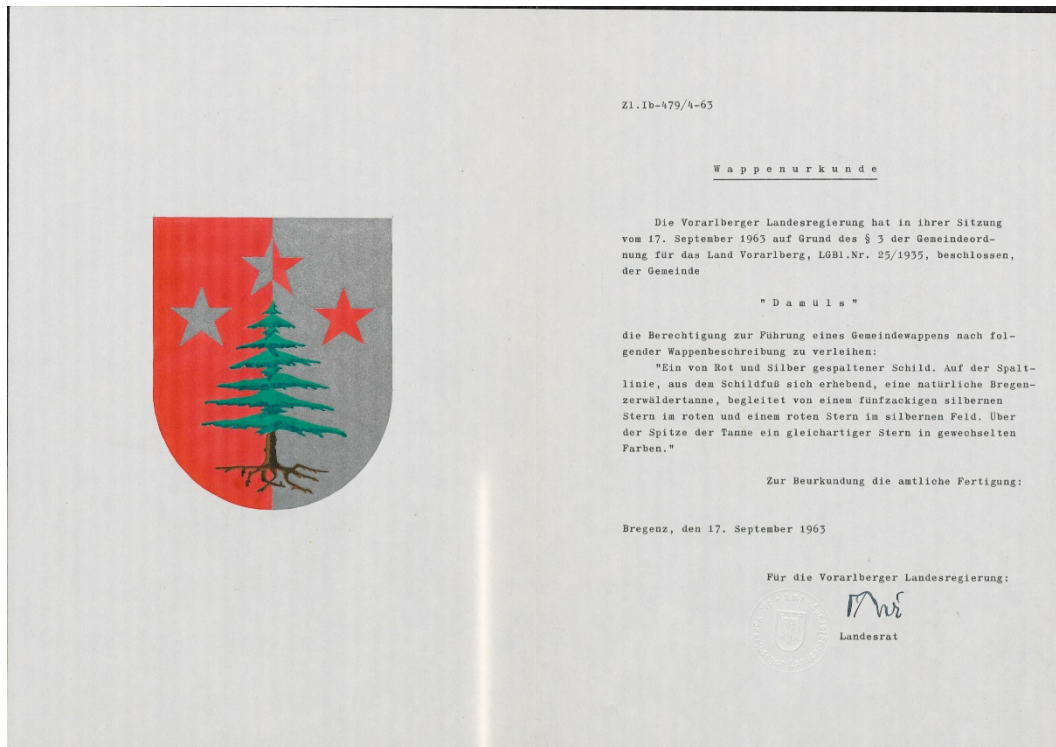 Zl.Ib-479/4-63
Wappenurkunde
Die Vorarlberger Landesregierung hat in ihrer Sitzung
vom 17. September 1963 auf Grund des § 3 der Gemeindeord-
nung für das Land Vorarlberg, LGBl.Nr. 25/1935, beschlossen,
der Gemeinde
"Damüls"
die Berechtigung zur Führung eines Gemeindewappens nach fol-
gender Wappenbeschreibung zu verleihen:
"Ein von Rot und Silber gespaltener Schild. Auf der Spalt-
linie, aus dem Schildfuß sich erhebend, eine natürliche Bregen-
zerwäldertanne, begleitet von einem fünfzackigen silbernen
Stern im roten und einem roten Stern im silbernen Feld. Über
der Spitze der Tanne ein gleichartiger Stern in gewechselten
Farben."
Zur Beurkundung die amtliche Fertigung:
Bregenz, den 17. September 1963
Für die Vorarlberger Landesregierung:
Landesrat